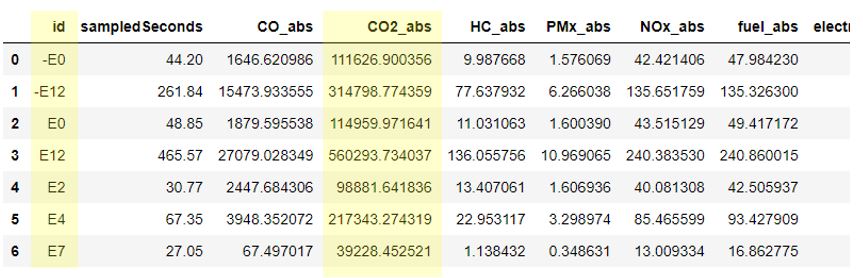 id sampledSeconds CO_abs CO2_abs HC_abs PMx_abs NOx_abs fuel_abs electr
0 -E0 44.20 1646.620986 111626.900356 9.987668 1.576069 42.421406 47.984230
1 -E12 261.84 15473.933555 314798.774359 77.637932 6.266038 135.651759 135.326300
2 E0 48.85 1879.595538 114959.971641 11.031063 1.600390 43.515129 49.417172
3 E12 465.57 27079.028349 560293.734037 136.055756 10.969065 240.383530 240.860015
4 E2 30.77 2447.684306 98881.641836 13.407061 1.606936 40.081308 42.505937
5 E4 67.35 3948.352072 217343.274319 22.953117 3.298974 85.465599 93.427909
6 E7 27.05 67.497017 39228.452521 1.138432 0.348631 13.009334 16.862775